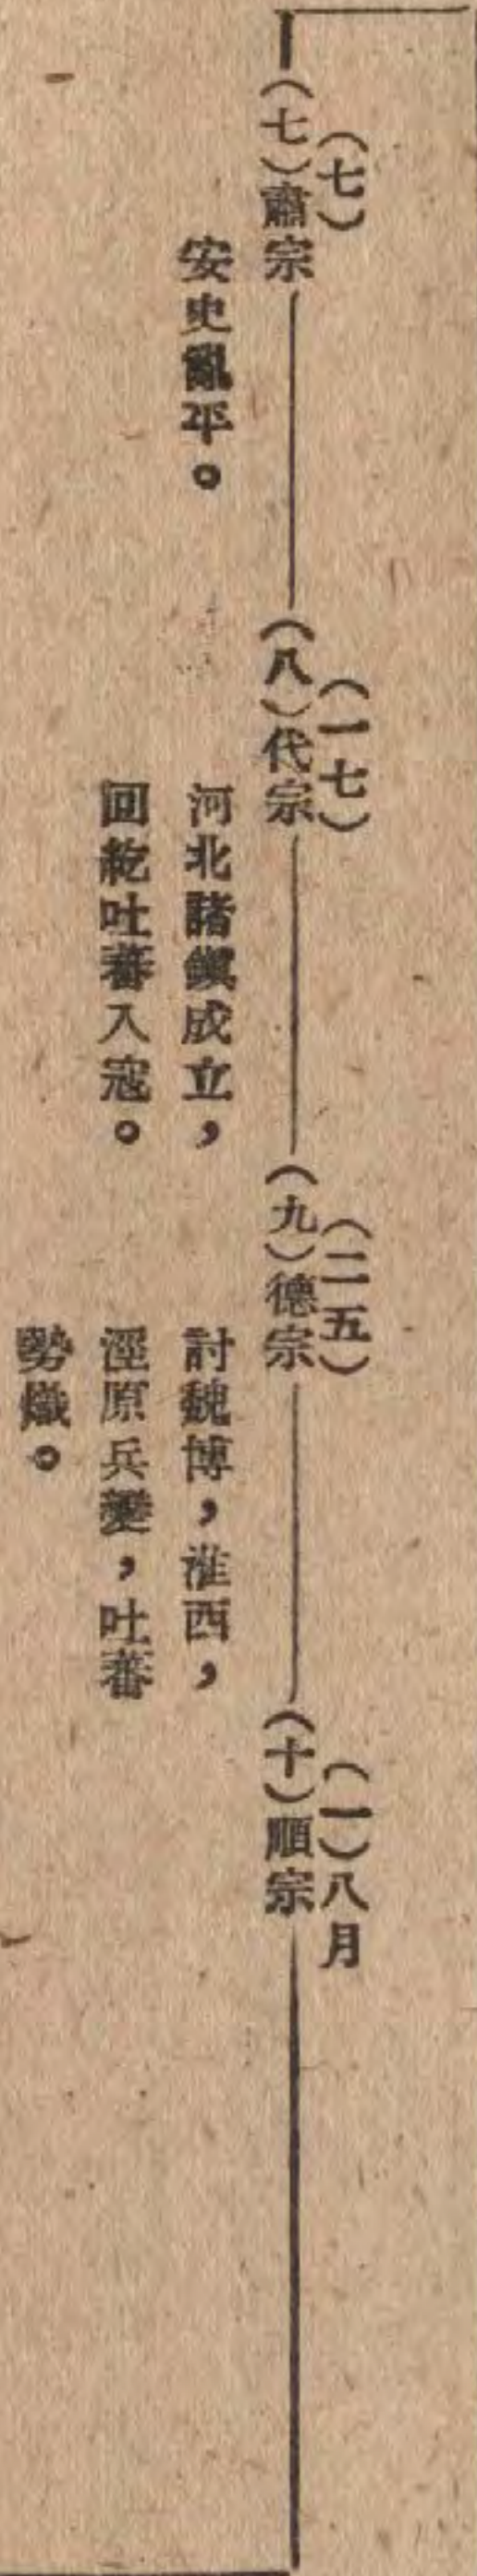 (七)
(七)肅宗
安史亂平。
(一七)
(八)代宗
河北諸鎭成立，
回紇吐蕃入寇。
(二五)
(九)德宗
討魏博，淮西，
涇原兵變，吐蕃
勢熾。
(一)八月
(十)順宗